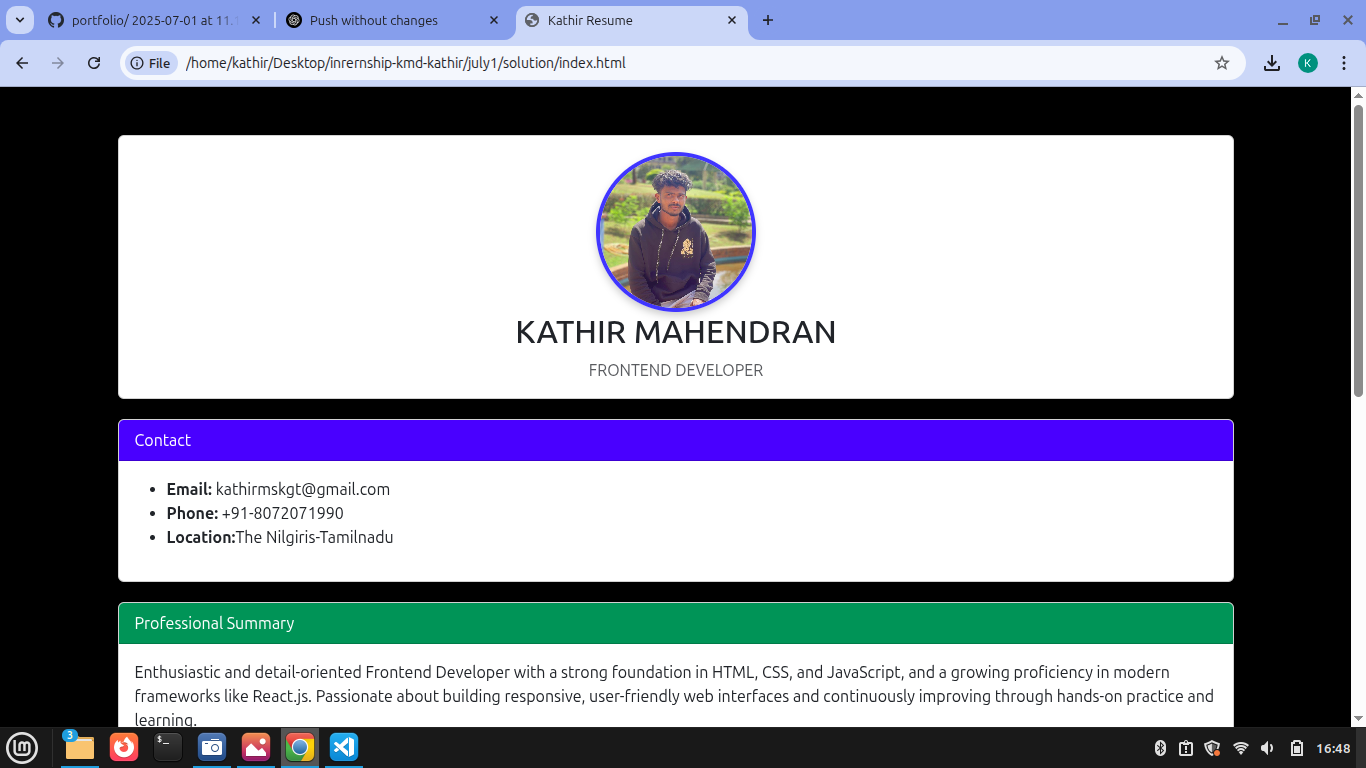 portfolio/ 2025-07-01 at 11.
Push without changes
Kathir Resume
File
/home/kathir/Desktop/inrernship-kmd-kathir/july1/solution/index.html
K
KATHIR MAHENDRAN
FRONTEND DEVELOPER
Contact
• Email: kathirmskgt@gmail.com
• Phone: +91-8072071990
• Location:The Nilgiris-Tamilnadu
Professional Summary
Enthusiastic and detail-oriented Frontend Developer with a strong foundation in HTML, CSS, and JavaScript, and a growing proficiency in modern
frameworks like React.js. Passionate about building responsive, user-friendly web interfaces and continuously improving through hands-on practice and
learning.
3
16:48